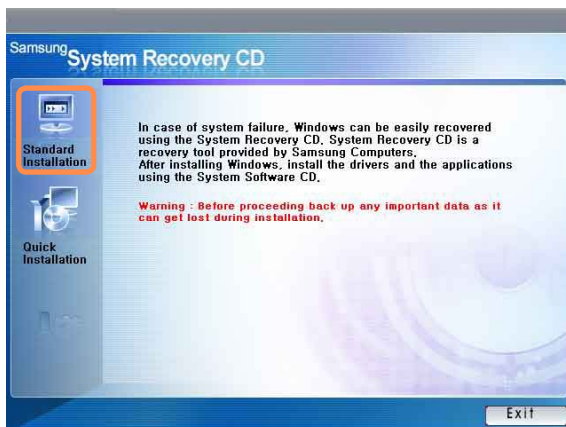 Samsung System Recovery CD
Standard
Installation
Quick
Installation
In case of system failure, Windows can be easily recovered
using the System Recovery CD, System Recovery CD is a
recovery tool provided by Samsung Computers,
After installing Windows, install the drivers and the applications
using the System Software CD,
Warning : Before proceeding back up any important data as it
can get lost during installation,
Exit